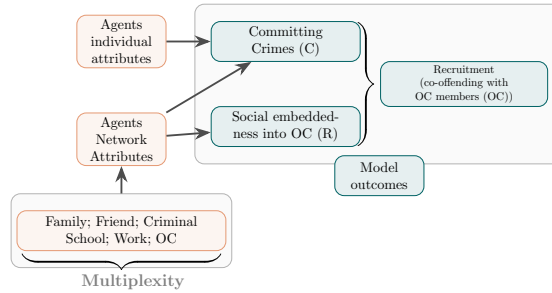 Agents
individual
attributes
Committing
Crimes (C)
Recruitment
(co-offending with
OC members (OC))
Agents
Network
Attributes
Social embedded-
ness into OC (R)
Model
outcomes
Family; Friend; Criminal
School; Work; OC
Multiplexity